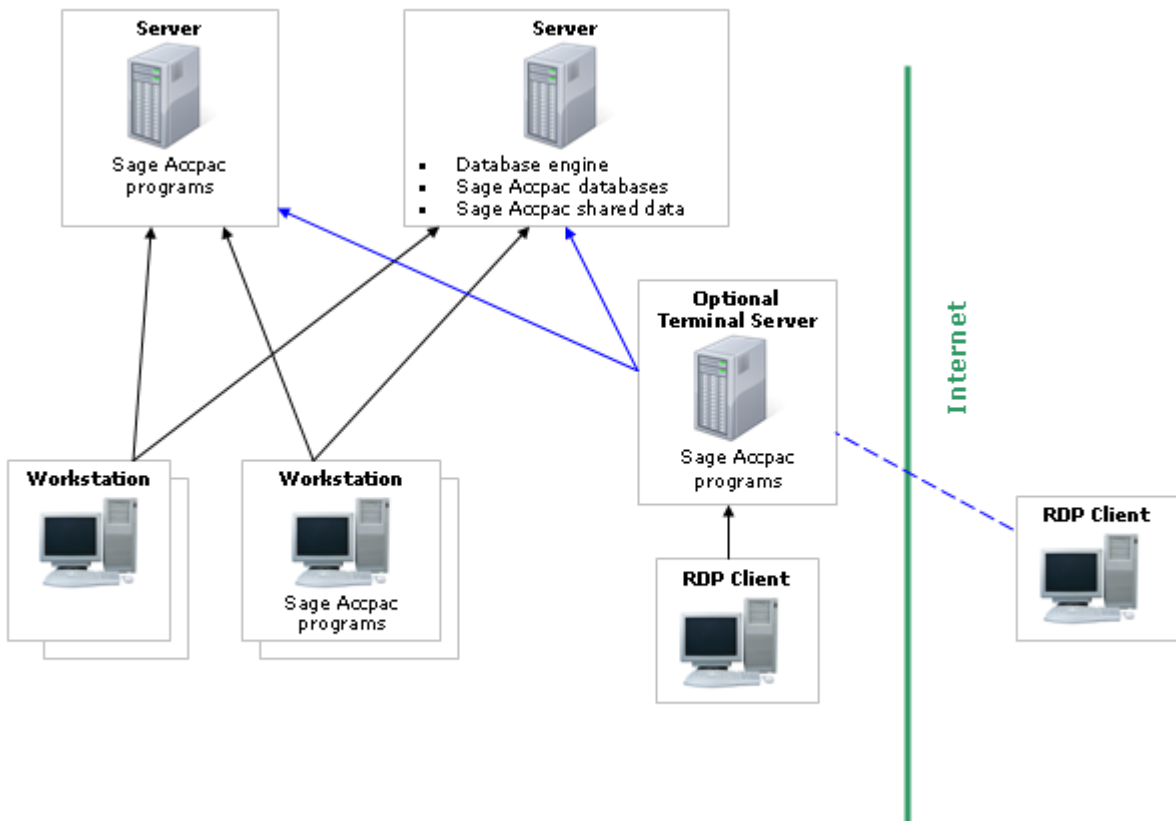 Server
Sage Accpac
programs
Server
▪ Database engine
▪ Sage Accpac databases
▪ Sage Accpac shared data
Optional
Terminal Server
Sage Accpac
programs
Internet
Workstation
Workstation
Sage Accpac
programs
RDP Client
RDP Client